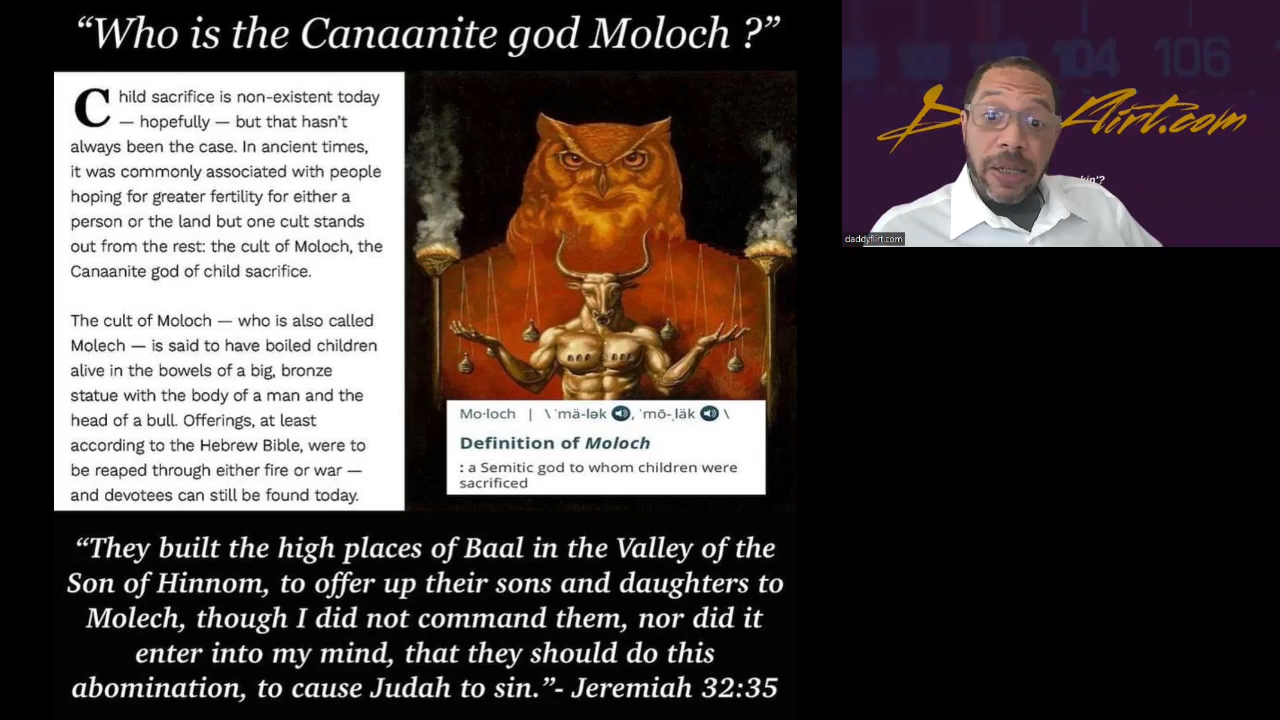 “Who is the Canaanite god Moloch ?”
Child sacrifice is non-existent today
— hopefully — but that hasn’t
always been the case. In ancient times,
it was commonly associated with people
hoping for greater fertility for either a
person or the land but one cult stands
out from the rest: the cult of Moloch, the
Canaanite god of child sacrifice.
The cult of Moloch — who is also called
Molech — is said to have boiled children
alive in the bowels of a big, bronze
statue with the body of a man and the
head of a bull. Offerings, at least
according to the Hebrew Bible, were to
be reaped through either fire or war —
and devotees can still be found today.
Mo·loch | \ ˈmä-lək , ˈmō-ˌläk \
Definition of Moloch
: a Semitic god to whom children were
sacrificed
“They built the high places of Baal in the Valley of the
Son of Hinnom, to offer up their sons and daughters to
Molech, though I did not command them, nor did it
enter into my mind, that they should do this
abomination, to cause Judah to sin.”- Jeremiah 32:35
104 106
flirt.com
kin'?
daddyflirt.com